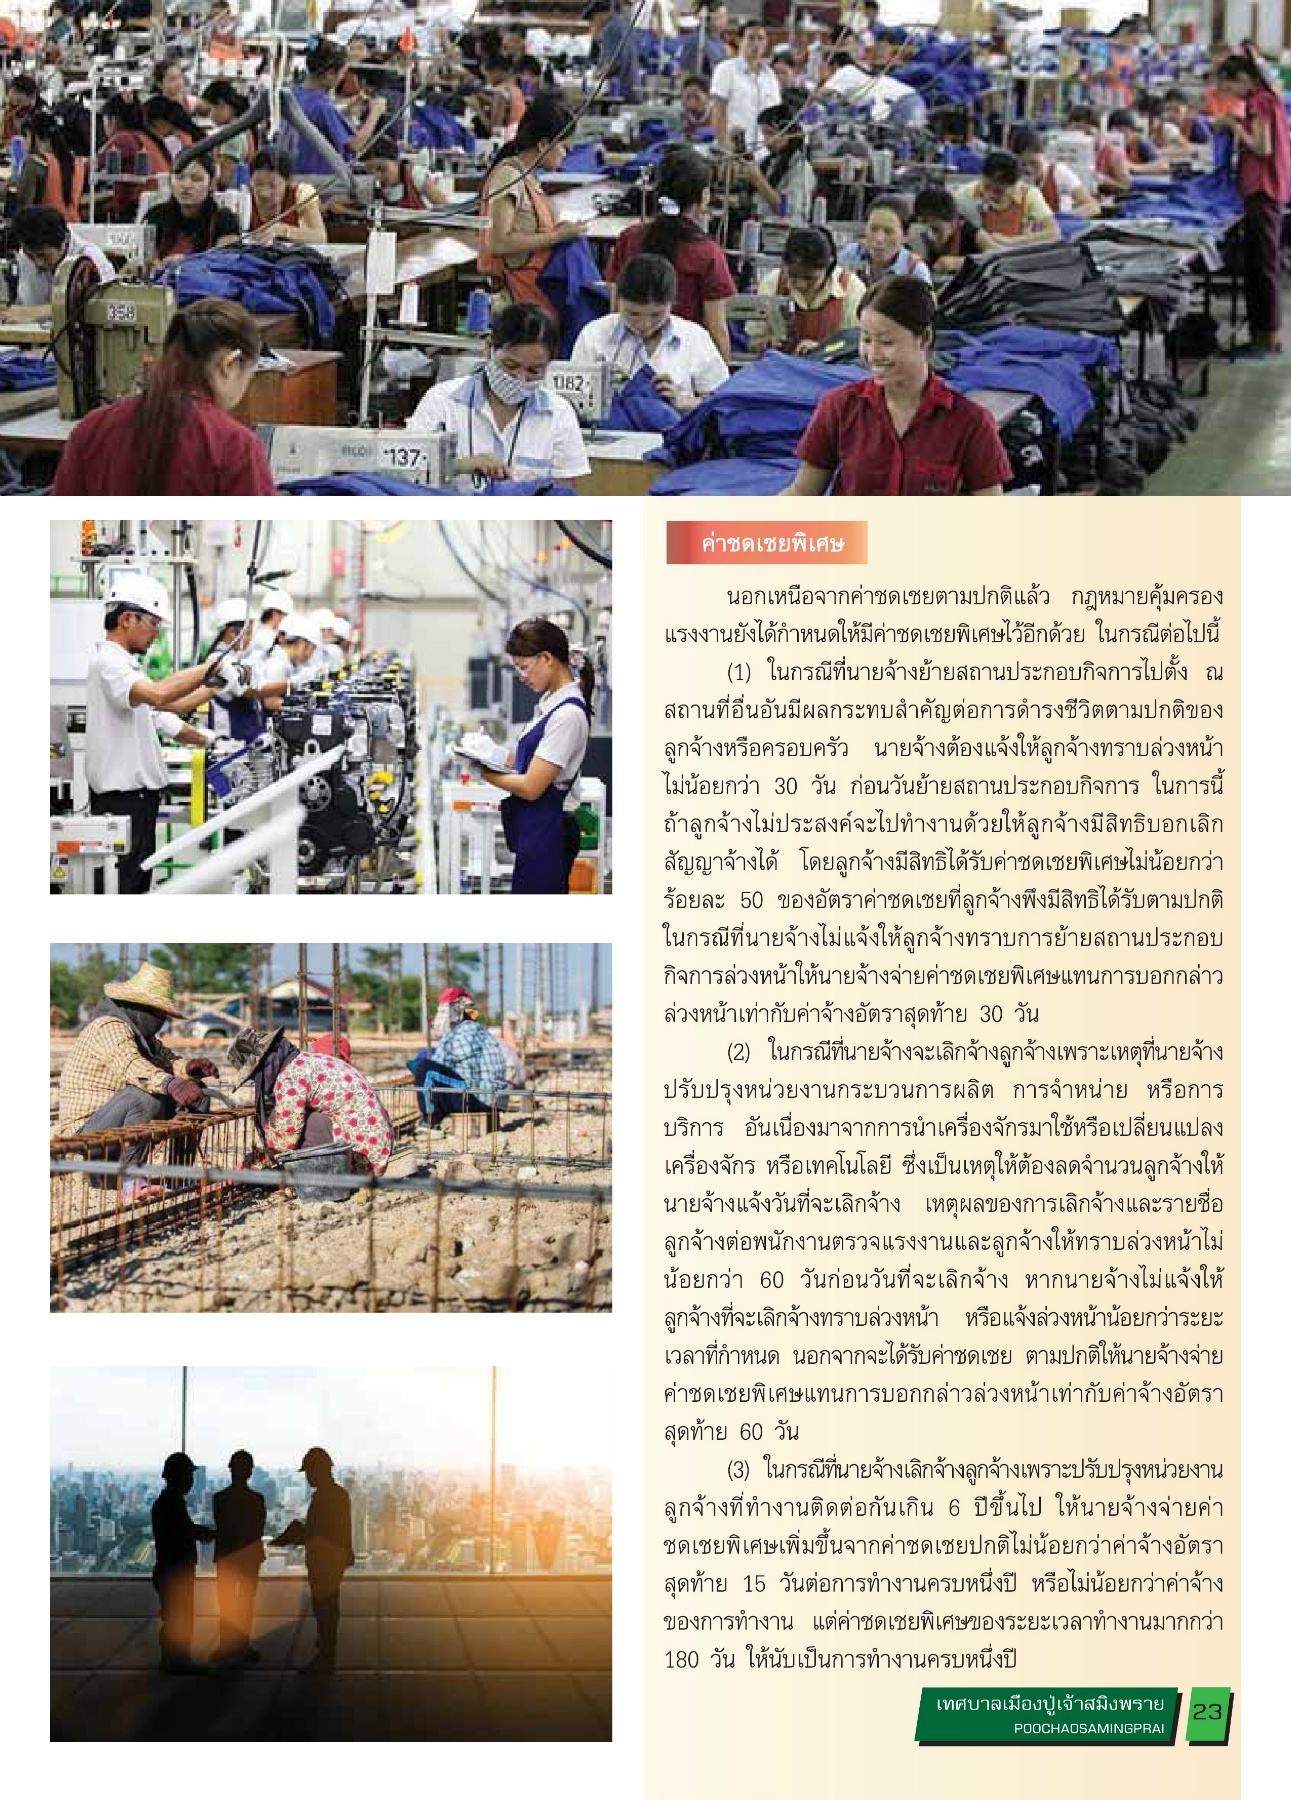 358
1082
137
ค่าชดเชยพิเศษ
นอกเหนือจากค่าชดเชยตามปกติแล้ว กฎหมายคุ้มครอง
แรงงานยังได้กำหนดให้มีค่าชดเชยพิเศษไว้อีกด้วย ในกรณีต่อไปนี้
(1) ในกรณีที่นายจ้างย้ายสถานประกอบกิจการไปตั้ง ณ
สถานที่อื่นอันมีผลกระทบสำคัญต่อการดำรงชีวิตตามปกติของ
ลูกจ้างหรือครอบครัว นายจ้างต้องแจ้งให้ลูกจ้างทราบล่วงหน้า
ไม่น้อยกว่า 30 วัน ก่อนวันย้ายสถานประกอบกิจการ ในการนี้
ถ้าลูกจ้างไม่ประสงค์จะไปทำงานด้วยให้ลูกจ้างมีสิทธิบอกเลิก
สัญญาจ้างได้ โดยลูกจ้างมีสิทธิได้รับค่าชดเชยพิเศษไม่น้อยกว่า
ร้อยละ 50 ของอัตราค่าชดเชยที่ลูกจ้างพึงมีสิทธิได้รับตามปกติ
ในกรณีที่นายจ้างไม่แจ้งให้ลูกจ้างทราบการย้ายสถานประกอบ
กิจการล่วงหน้าให้นายจ้างจ่ายค่าชดเชยพิเศษแทนการบอกกล่าว
ล่วงหน้าเท่ากับค่าจ้างอัตราสุดท้าย 30 วัน
(2) ในกรณีที่นายจ้างจะเลิกจ้างลูกจ้างเพราะเหตุที่นายจ้าง
ปรับปรุงหน่วยงานกระบวนการผลิต การจำหน่าย หรือการ
บริการ อันเนื่องมาจากการนำเครื่องจักรมาใช้หรือเปลี่ยนแปลง
เครื่องจักร หรือเทคโนโลยี ซึ่งเป็นเหตุให้ต้องลดจำนวนลูกจ้างให้
นายจ้างแจ้งวันที่จะเลิกจ้าง เหตุผลของการเลิกจ้างและรายชื่อ
ลูกจ้างต่อพนักงานตรวจแรงงานและลูกจ้างให้ทราบล่วงหน้าไม่
น้อยกว่า 60 วันก่อนวันที่จะเลิกจ้าง หากนายจ้างไม่แจ้งให้
ลูกจ้างที่จะเลิกจ้างทราบล่วงหน้า หรือแจ้งล่วงหน้าน้อยกว่าระยะ
เวลาที่กำหนด นอกจากจะได้รับค่าชดเชย ตามปกติให้นายจ้างจ่าย
ค่าชดเชยพิเศษแทนการบอกกล่าวล่วงหน้าเท่ากับค่าจ้างอัตรา
สุดท้าย 60 วัน
(3) ในกรณีที่นายจ้างเลิกจ้างลูกจ้างเพราะปรับปรุงหน่วยงาน
ลูกจ้างที่ทำงานติดต่อกันเกิน 6 ปีขึ้นไป ให้นายจ้างจ่ายค่า
ชดเชยพิเศษเพิ่มขึ้นจากค่าชดเชยปกติไม่น้อยกว่าค่าจ้างอัตรา
สุดท้าย 15 วันต่อการทำงานครบหนึ่งปี หรือไม่น้อยกว่าค่าจ้าง
ของการทำงาน แต่ค่าชดเชยพิเศษของระยะเวลาทำงานมากกว่า
180 วัน ให้นับเป็นการทำงานครบหนึ่งปี
เทศบาลเมืองปู่เจ้าสมิงพราย
POOCHAOSAMINGPRAI
23